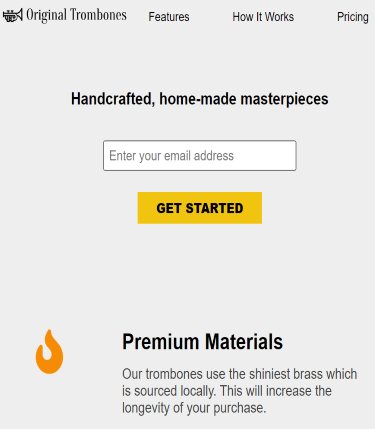 Original Trombones Features How It Works Pricing
Handcrafted, home-made masterpieces
Enter your email address
GET STARTED
Premium Materials
Our trombones use the shiniest brass which
is sourced locally. This will increase the
longevity of your purchase.